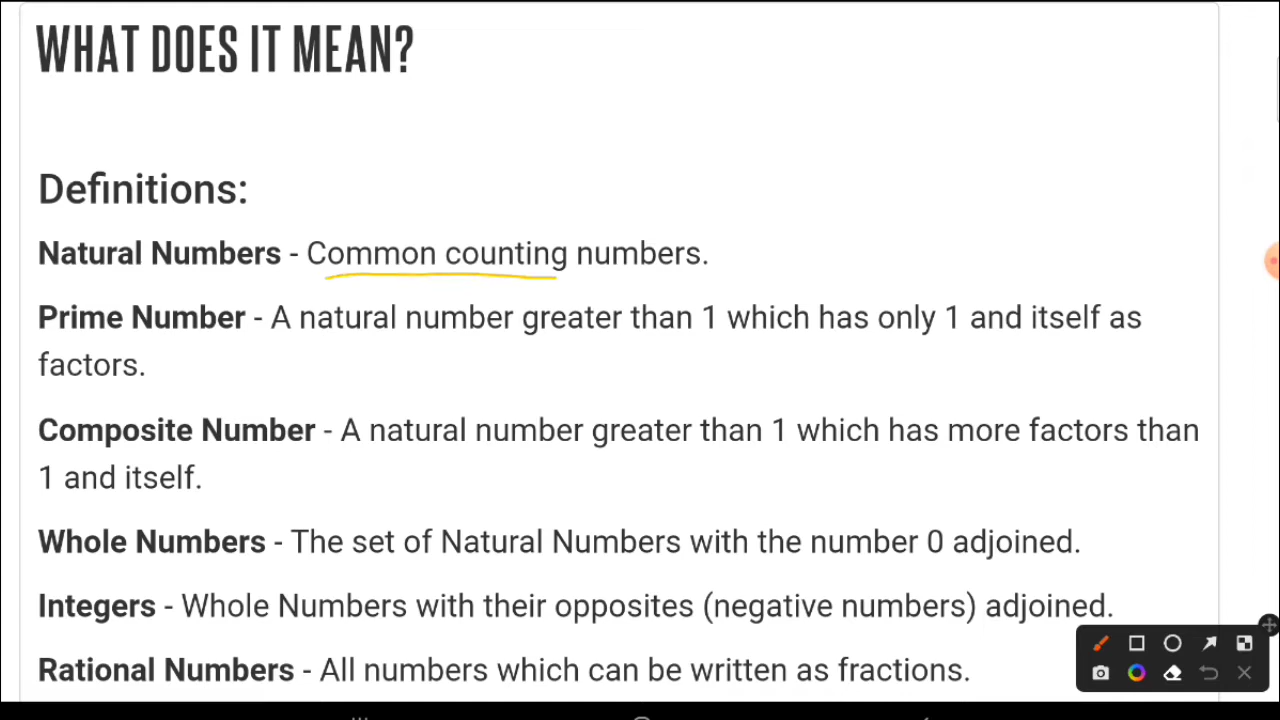 WHAT DOES IT MEAN?
Definitions:
Natural Numbers - Common counting numbers.
Prime Number - A natural number greater than 1 which has only 1 and itself as
factors.
Composite Number - A natural number greater than 1 which has more factors than
1 and itself.
Whole Numbers - The set of Natural Numbers with the number 0 adjoined.
Integers - Whole Numbers with their opposites (negative numbers) adjoined.
Rational Numbers - All numbers which can be written as fractions.